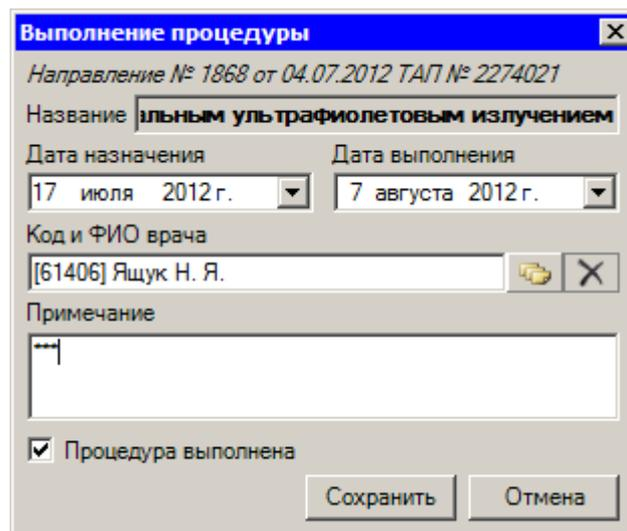 Выполнение процедуры
Направление № 1868 от 04.07.2012 ТАП № 2274021
Название льным ультрафиолетовым излучением
Дата назначения Дата выполнения
17 июля 2012 г. 7 августа 2012 г.
Код и ФИО врача
[61406] Ящук Н. Я.
Примечание
***
Процедура выполнена
Сохранить Отмена